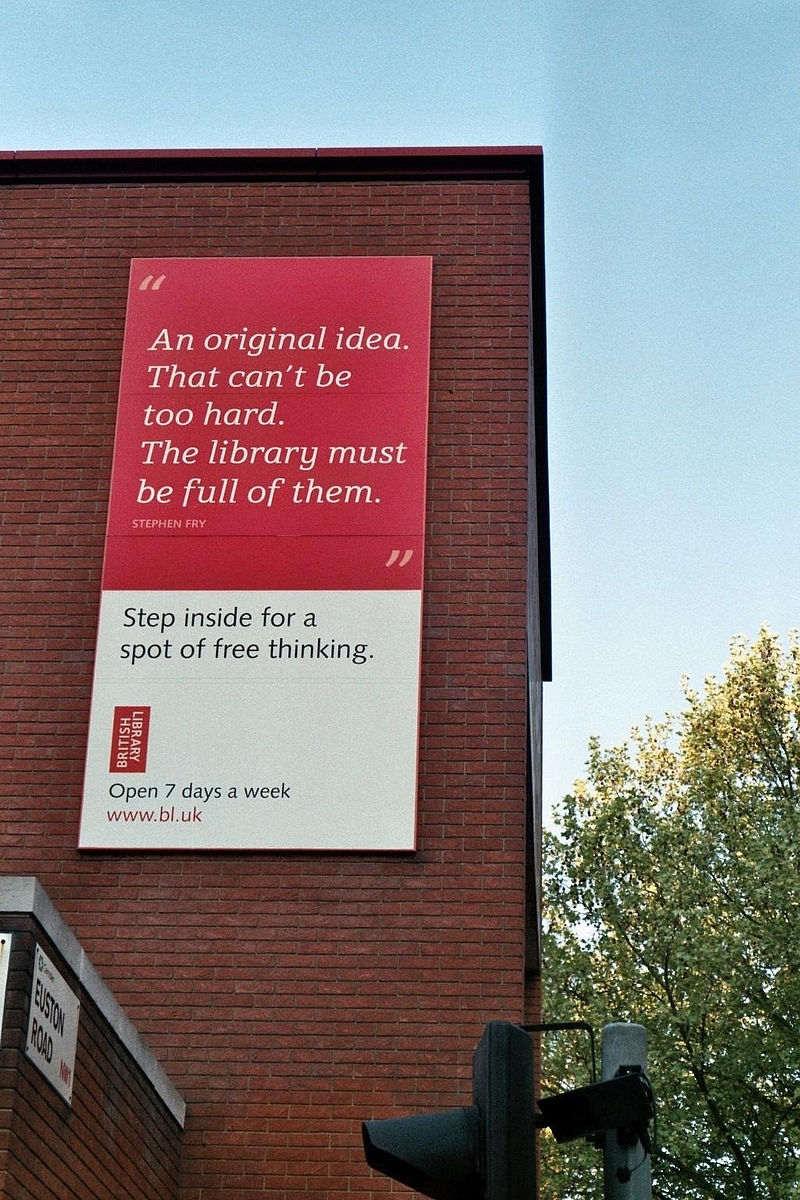 “
An original idea.
That can't be
too hard.
The library must
be full of them.
STEPHEN FRY
”
Step inside for a
spot of free thinking.
BRITISH
LIBRARY
Open 7 days a week
www.bl.uk
Camden
EUSTON
ROAD
NW1